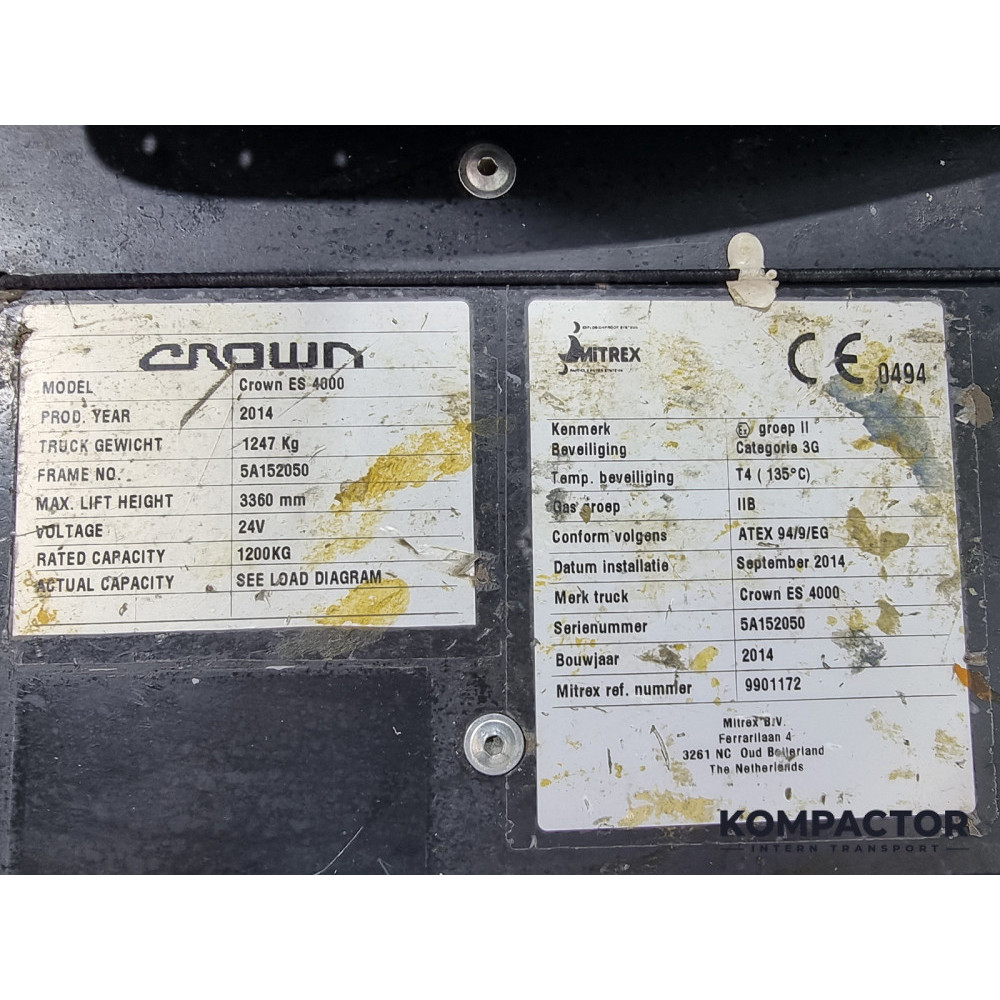 CROWN
MODEL Crown ES 4000
PROD. YEAR 2014
TRUCK GEWICHT 1247 Kg
FRAME NO. 5A152050
MAX. LIFT HEIGHT 3360 mm
VOLTAGE 24V
RATED CAPACITY 1200KG
ACTUAL CAPACITY SEE LOAD DIAGRAM
MITREX
CE 0494
Kenmerk Ex groep II
Beveiliging Categorie 3G
Temp. beveiliging T4 ( 135°C)
Gas groep IIB
Conform volgens ATEX 94/9/EG
Datum installatie September 2014
Merk truck Crown ES 4000
Serienummer 5A152050
Bouwjaar 2014
Mitrex ref. nummer 9901172
Mitrex B.V.
Ferrarilaan 4
3261 NC Oud Beijerland
The Netherlands
KOMPACTOR
INTERN TRANSPORT